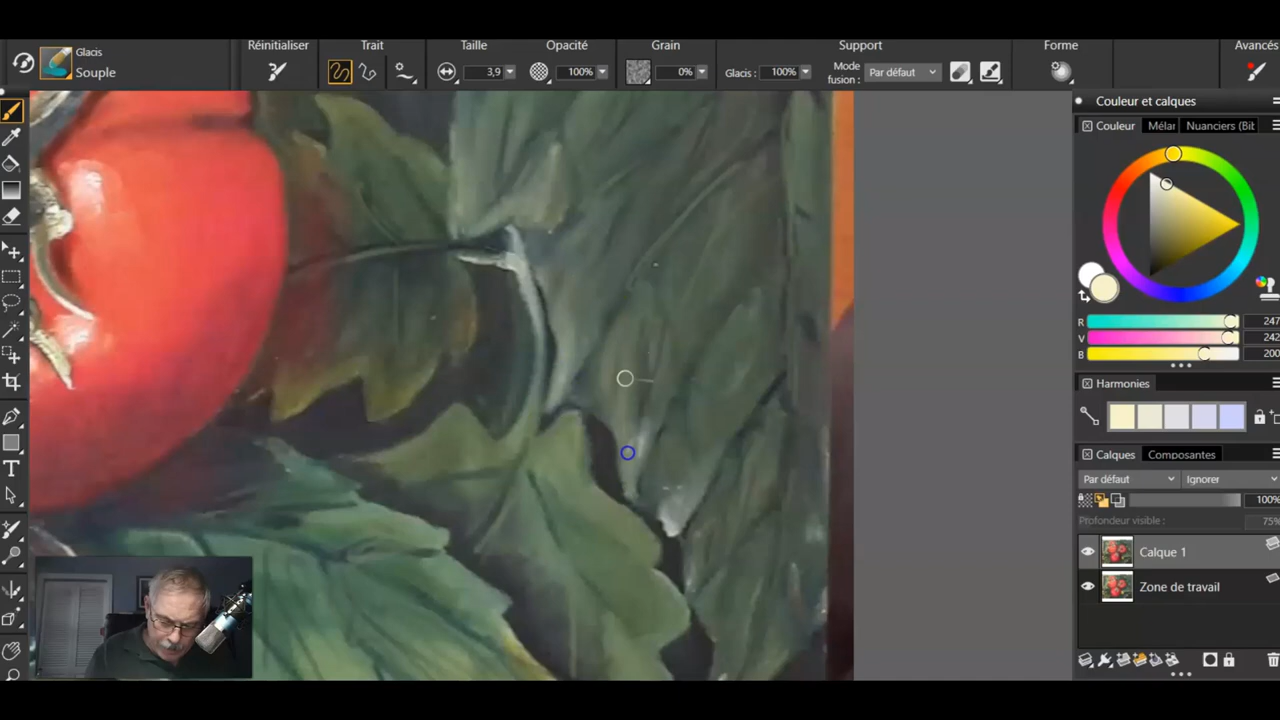 Glacis
Souple
Réinitialiser
Trait
Taille
3,9
Opacité
100%
Grain
0%
Glacis : 100%
Support
Mode fusion : Par défaut
Forme
Avancés
Couleur et calques
Couleur Mélar Nuanciers (Bib
R 247
V 242
B 200
Harmonies
Calques Composantes
Par défaut Ignorer
100%
Profondeur visible : 75%
Calque 1
Zone de travail